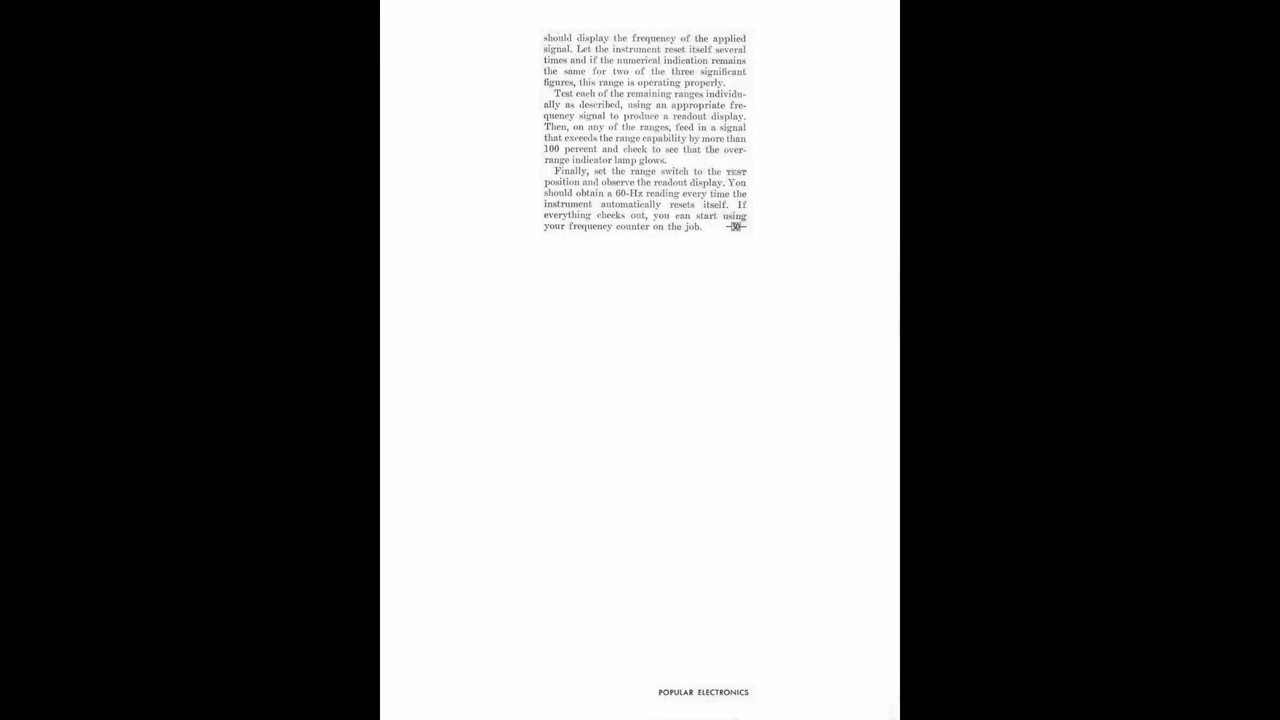 should display the frequency of the applied
signal. Let the instrument reset itself several
times and if the numerical indication remains
the same for two of the three significant
figures, this range is operating properly.
Test each of the remaining ranges individu-
ally as described, using an appropriate fre-
quency signal to produce a readout display.
Then, on any of the ranges, feed in a signal
that exceeds the range capability by more than
100 percent and check to see that the over-
range indicator lamp glows.
Finally, set the range switch to the TEST
position and observe the readout display. You
should obtain a 60-Hz reading every time the
instrument automatically resets itself. If
everything checks out, you can start using
your frequency counter on the job. -30-
POPULAR ELECTRONICS